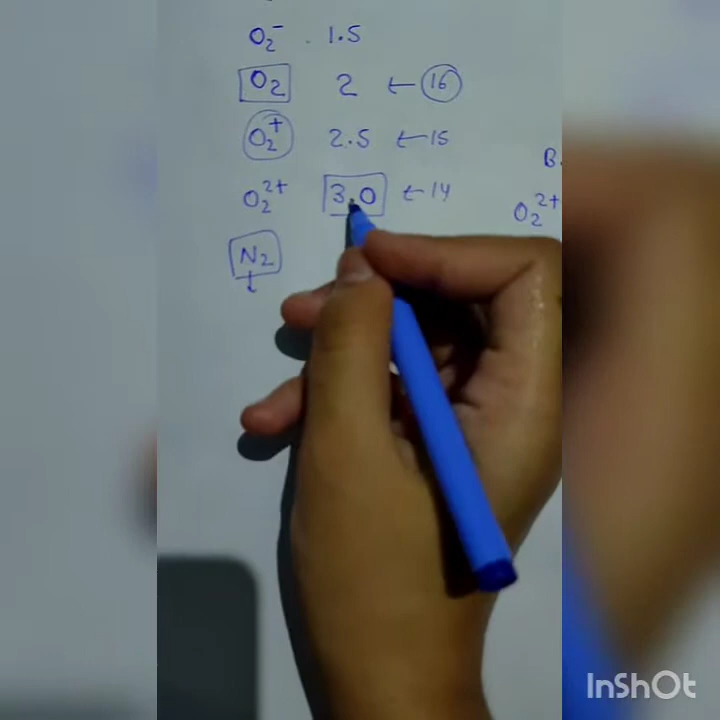 O₂⁻ . 1.5
O₂ 2 ← 16
O₂⁺ 2.5 ← 15
O₂²⁺ 3.0 ← 14
N₂
↓
B.
O₂²⁺
InShOt